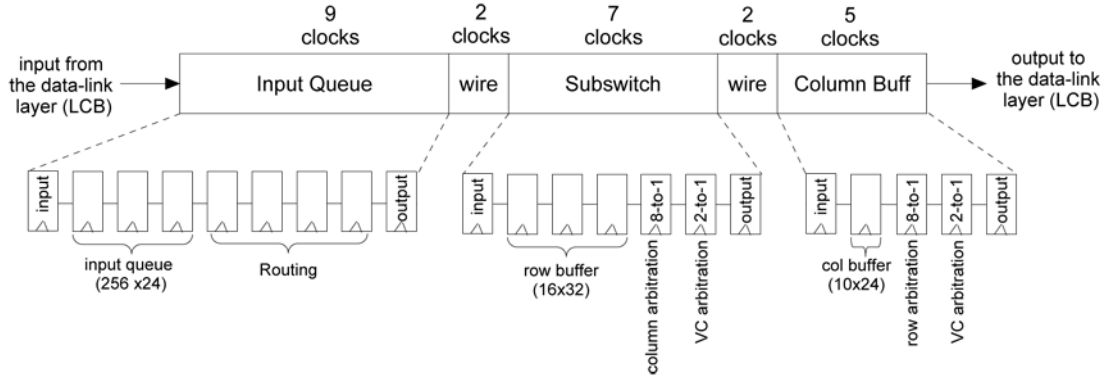 9
clocks
2
clocks
7
clocks
2
clocks
5
clocks
input from
the data-link
layer (LCB)
Input Queue
wire
Subswitch
wire
Column Buff
output to
the data-link
layer (LCB)
input
output
input
8-to-1
2-to-1
output
input
8-to-1
2-to-1
output
input queue
(256 x24)
Routing
row buffer
(16x32)
column arbitration
VC arbitration
col buffer
(10x24)
row arbitration
VC arbitration